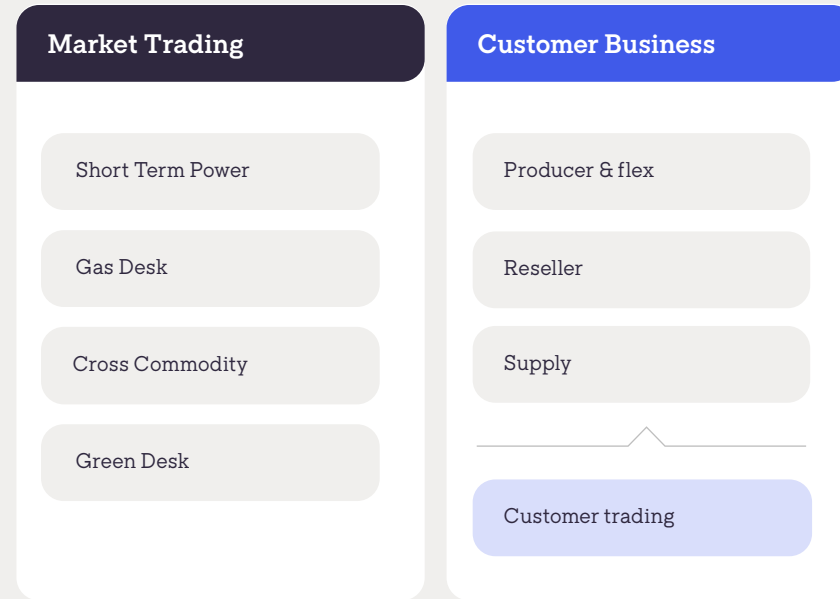 Market Trading
Short Term Power
Gas Desk
Cross Commodity
Green Desk
Customer Business
Producer & flex
Reseller
Supply
Customer trading